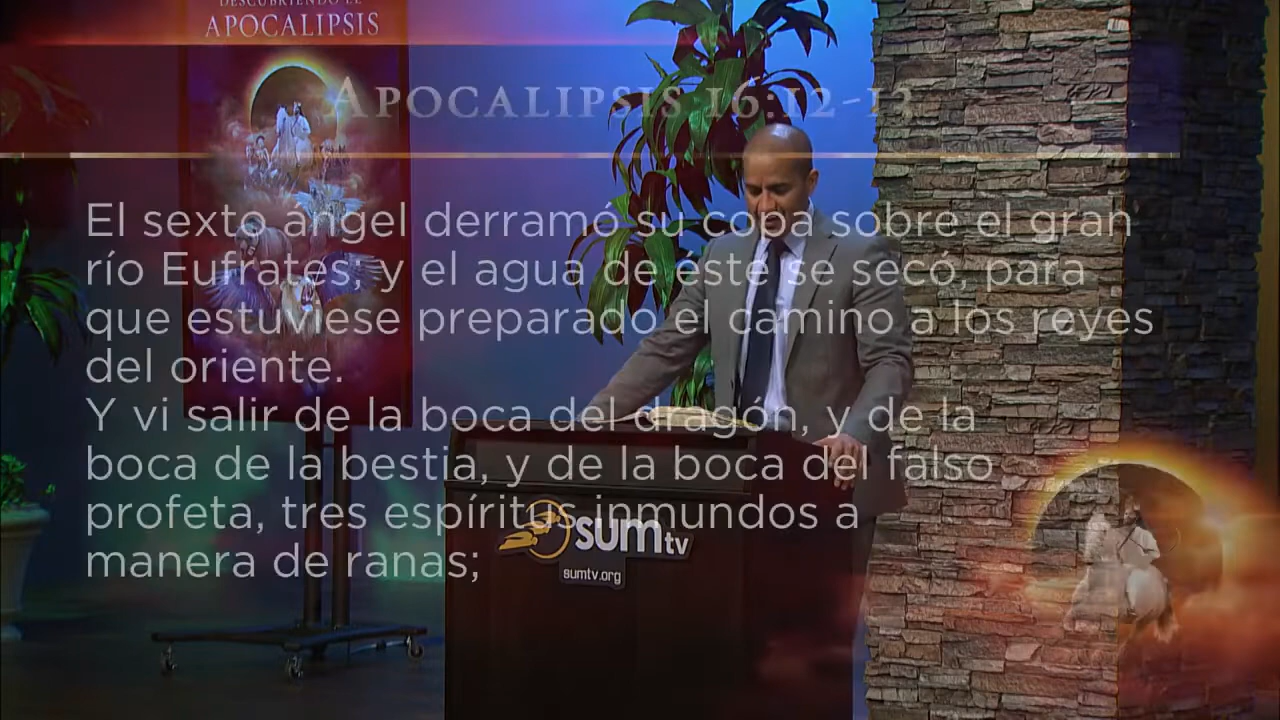 DESCUBRIENDO EL
APOCALIPSIS
APOCALIPSIS 16:12-13
El sexto ángel derramó su copa sobre el gran
río Eufrates; y el agua de éste se secó, para
que estuviese preparado el camino a los reyes
del oriente.
Y vi salir de la boca del dragón, y de la
boca de la bestia, y de la boca del falso
profeta, tres espíritus inmundos a
manera de ranas;
sumtv
sumtv.org